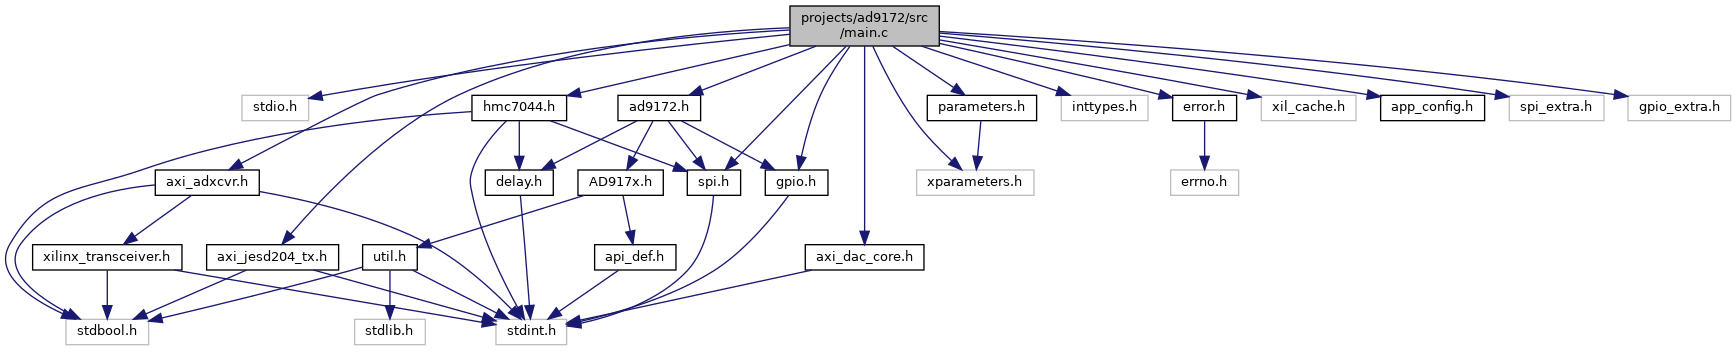 projects/ad9172/src
/main.c
stdio.h
hmc7044.h
ad9172.h
parameters.h
inttypes.h
error.h
xil_cache.h
app_config.h
spi_extra.h
gpio_extra.h
axi_adxcvr.h
delay.h
AD917x.h
spi.h
gpio.h
xparameters.h
errno.h
xilinx_transceiver.h
axi_jesd204_tx.h
util.h
api_def.h
axi_dac_core.h
stdbool.h
stdlib.h
stdint.h